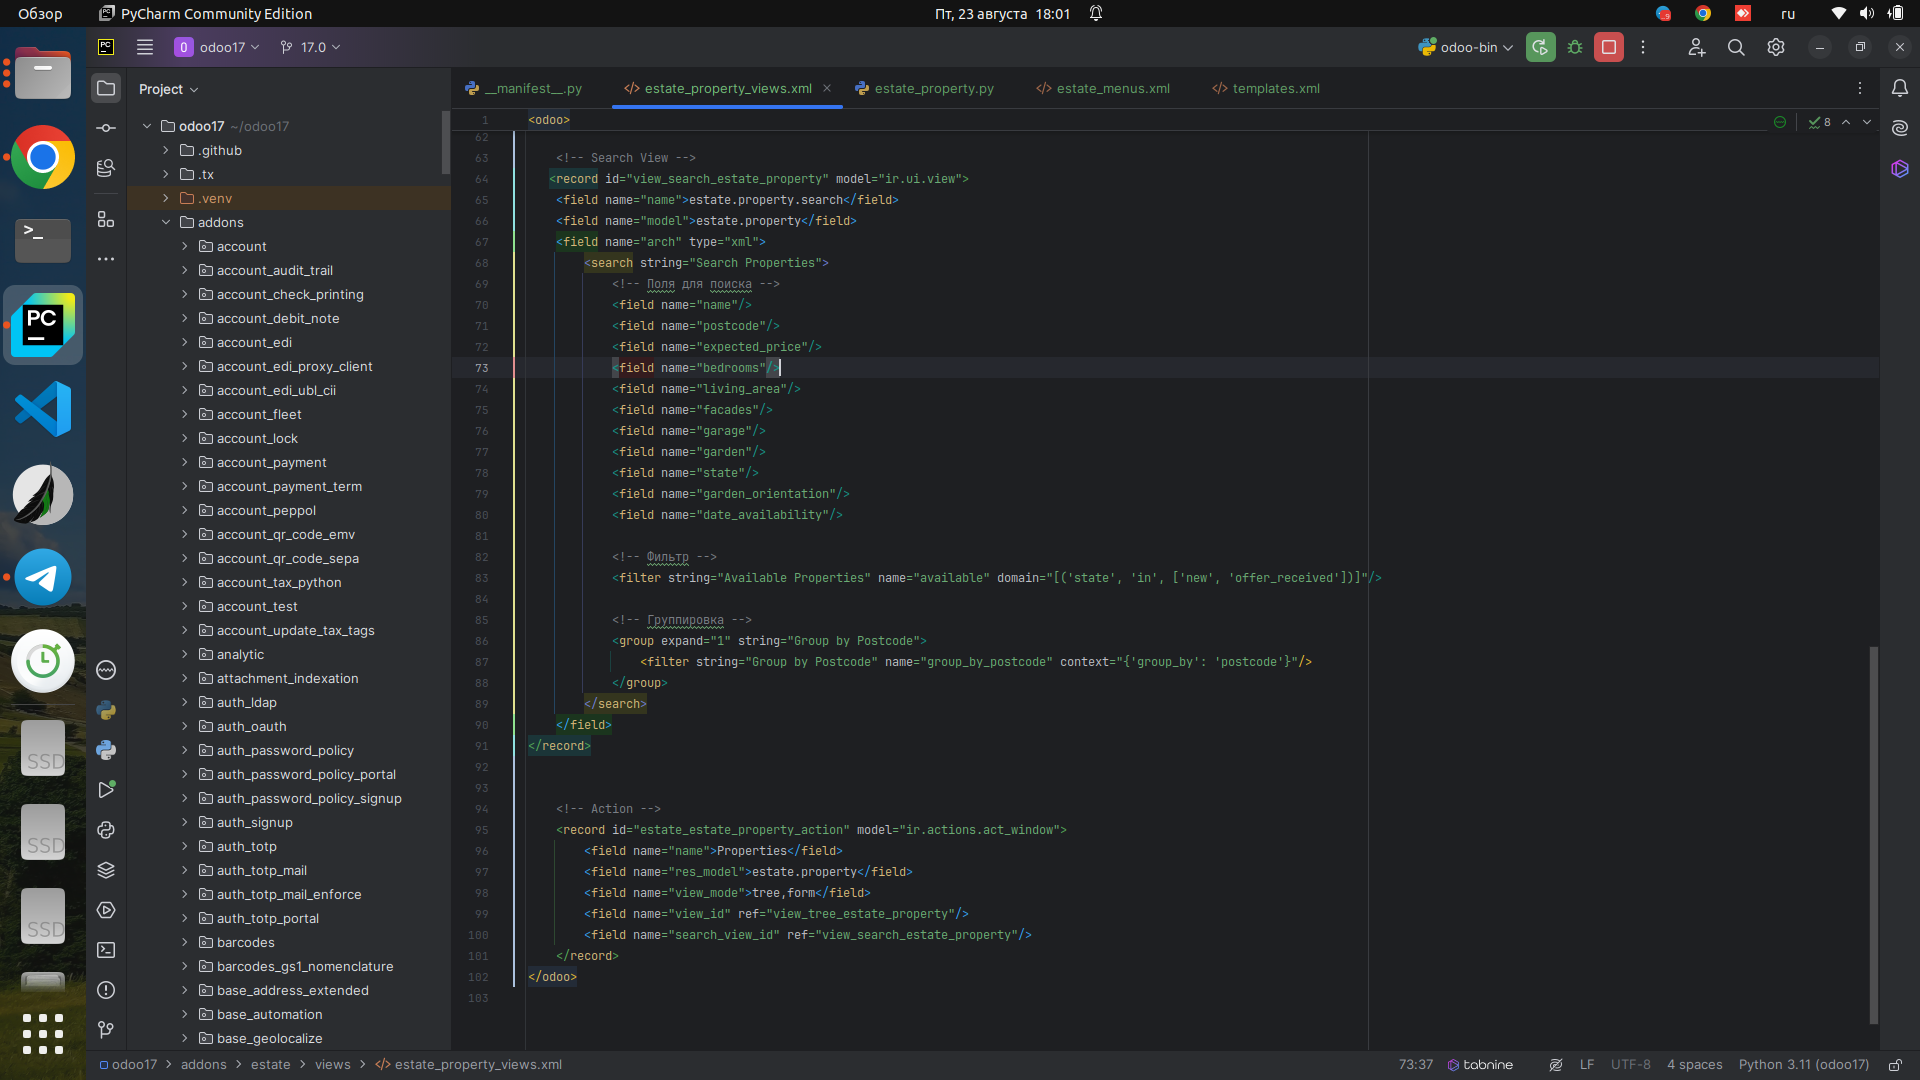 Обзор
PyCharm Community Edition
Пт, 23 августа 18:01
ru
odoo17
17.0
odoo-bin
Project
__manifest__.py
estate_property_views.xml
estate_property.py
estate_menus.xml
templates.xml
odoo17 ~/odoo17
.github
.tx
.venv
addons
account
account_audit_trail
account_check_printing
account_debit_note
account_edi
account_edi_proxy_client
account_edi_ubl_cii
account_fleet
account_lock
account_payment
account_payment_term
account_peppol
account_qr_code_emv
account_qr_code_sepa
account_tax_python
account_test
account_update_tax_tags
analytic
attachment_indexation
auth_ldap
auth_oauth
auth_password_policy
auth_password_policy_portal
auth_password_policy_signup
auth_signup
auth_totp
auth_totp_mail
auth_totp_mail_enforce
auth_totp_portal
barcodes
barcodes_gs1_nomenclature
base_address_extended
base_automation
base_geolocalize
8
1 <odoo>
62
63 <!-- Search View -->
64 <record id="view_search_estate_property" model="ir.ui.view">
65 <field name="name">estate.property.search</field>
66 <field name="model">estate.property</field>
67 <field name="arch" type="xml">
68 <search string="Search Properties">
69 <!-- Поля для поиска -->
70 <field name="name"/>
71 <field name="postcode"/>
72 <field name="expected_price"/>
73 <field name="bedrooms"/>
74 <field name="living_area"/>
75 <field name="facades"/>
76 <field name="garage"/>
77 <field name="garden"/>
78 <field name="state"/>
79 <field name="garden_orientation"/>
80 <field name="date_availability"/>
81
82 <!-- Фильтр -->
83 <filter string="Available Properties" name="available" domain="[('state', 'in', ['new', 'offer_received'])]"/>
84
85 <!-- Группировка -->
86 <group expand="1" string="Group by Postcode">
87 <filter string="Group by Postcode" name="group_by_postcode" context="{'group_by': 'postcode'}"/>
88 </group>
89 </search>
90 </field>
91 </record>
92
93
94 <!-- Action -->
95 <record id="estate_estate_property_action" model="ir.actions.act_window">
96 <field name="name">Properties</field>
97 <field name="res_model">estate.property</field>
98 <field name="view_mode">tree,form</field>
99 <field name="view_id" ref="view_tree_estate_property"/>
100 <field name="search_view_id" ref="view_search_estate_property"/>
101 </record>
102 </odoo>
103
PC
SSD
SSD
SSD
odoo17 > addons > estate > views > estate_property_views.xml
73:37
tabnine
LF
UTF-8
4 spaces
Python 3.11 (odoo17)